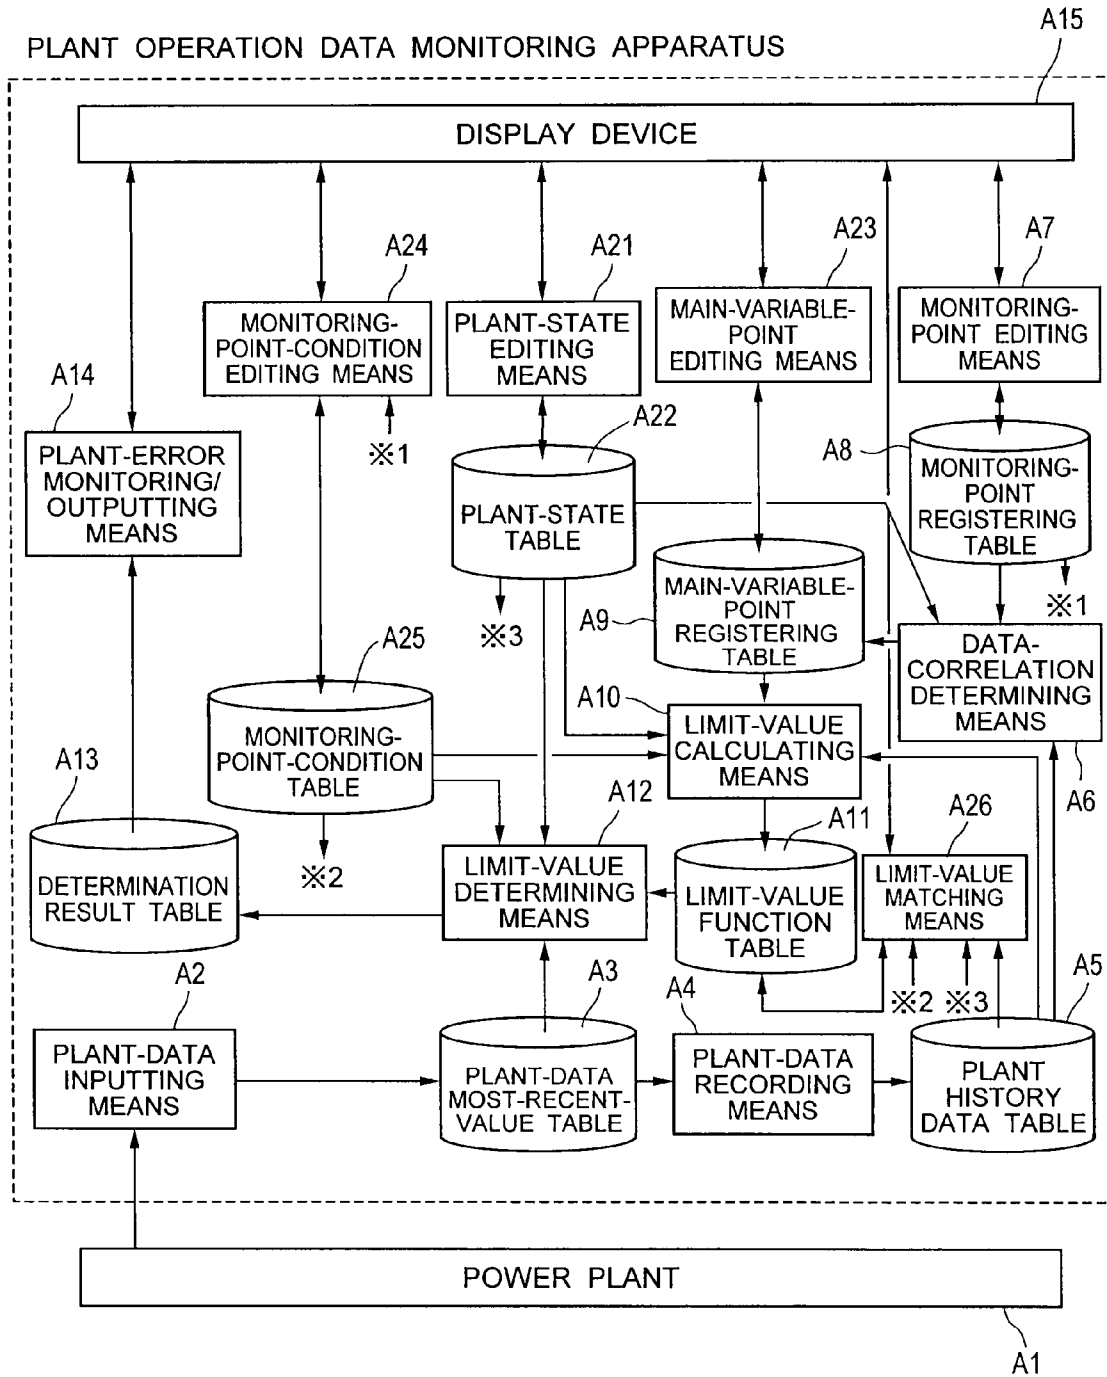 A15
PLANT OPERATION DATA MONITORING APPARATUS
DISPLAY DEVICE
A24
A21
A23
A7
MONITORING-
POINT-CONDITION
EDITING MEANS
PLANT-STATE
EDITING
MEANS
MAIN-VARIABLE-
POINT
EDITING MEANS
MONITORING-
POINT EDITING
MEANS
A14
PLANT-ERROR
MONITORING/
OUTPUTTING
MEANS
※1
A22
PLANT-STATE
TABLE
A8
MONITORING-
POINT
REGISTERING
TABLE
※3
※1
A9
MAIN-VARIABLE-
POINT
REGISTERING
TABLE
DATA-
CORRELATION
DETERMINING
MEANS
A6
A25
MONITORING-
POINT-CONDITION
TABLE
A10
LIMIT-VALUE
CALCULATING
MEANS
A13
DETERMINATION
RESULT TABLE
※2
A12
LIMIT-VALUE
DETERMINING
MEANS
A11
LIMIT-VALUE
FUNCTION
TABLE
A26
LIMIT-VALUE
MATCHING
MEANS
※2
※3
A2
PLANT-DATA
INPUTTING
MEANS
A3
PLANT-DATA
MOST-RECENT-
VALUE TABLE
A4
PLANT-DATA
RECORDING
MEANS
A5
PLANT
HISTORY
DATA TABLE
POWER PLANT
A1